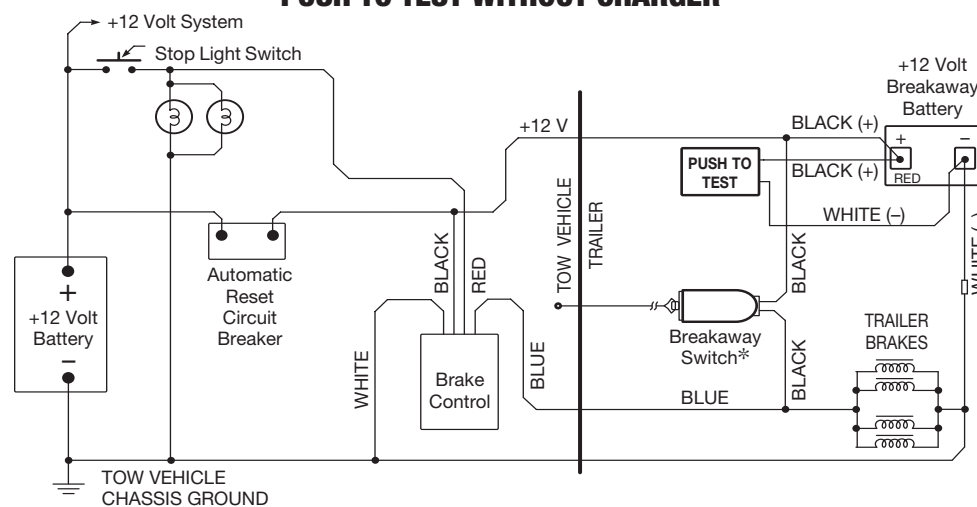 PUSH TO TEST WITHOUT CHARGER
+12 Volt System
Stop Light Switch
+12 Volt
Breakaway
Battery
+12 V
BLACK (+)
+
–
RED
PUSH TO
TEST
BLACK (+)
WHITE (–)
TOW VEHICLE
TRAILER
BLACK
RED
BLACK
Automatic
Reset
Circuit
Breaker
+
+12 Volt
Battery
–
Breakaway
Switch*
TRAILER
BRAKES
WHITE
BLUE
BLACK
Brake
Control
BLUE
TOW VEHICLE
CHASSIS GROUND